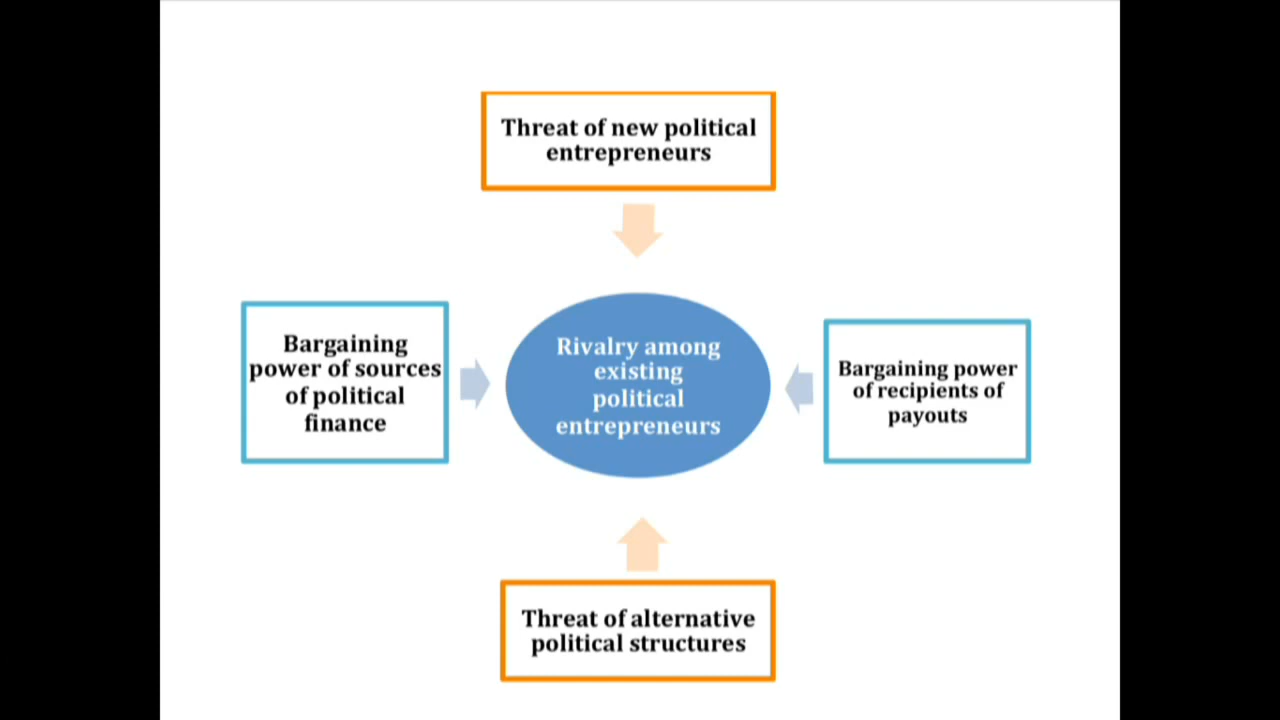 Threat of new political
entrepreneurs
Bargaining
power of sources
of political
finance
Rivalry among
existing
political
entrepreneurs
Bargaining power
of recipients of
payouts
Threat of alternative
political structures